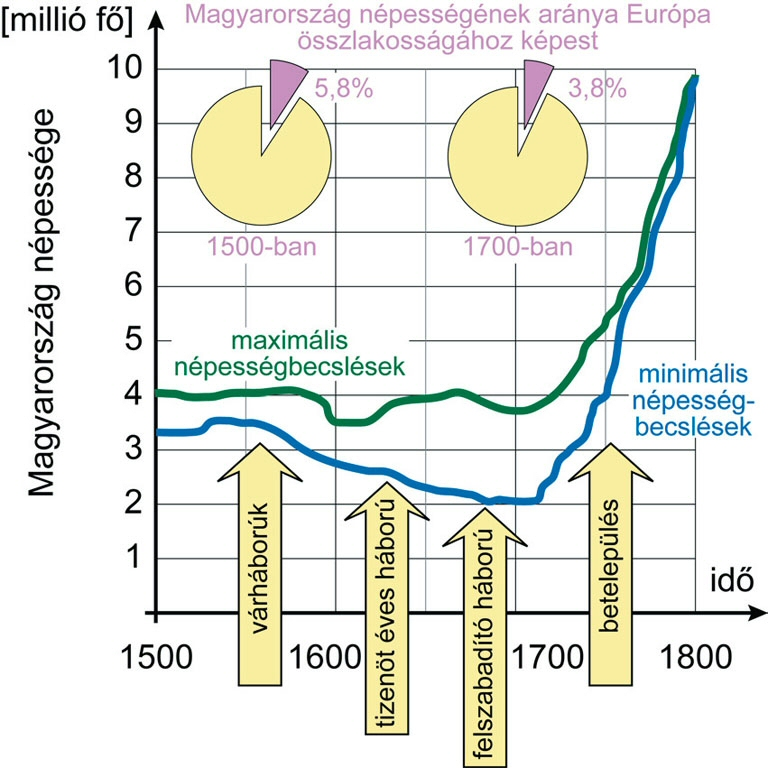 [millió fő]
Magyarország népességének aránya Európa
összlakosságához képest
5,8%
3,8%
1500-ban
1700-ban
Magyarország népessége
10
9
8
7
6
5
4
3
2
1
maximális
népességbecslések
minimális
népesség-
becslések
várháborúk
tizenöt éves háború
felszabadító háború
betelepülés
idő
1500
1600
1700
1800